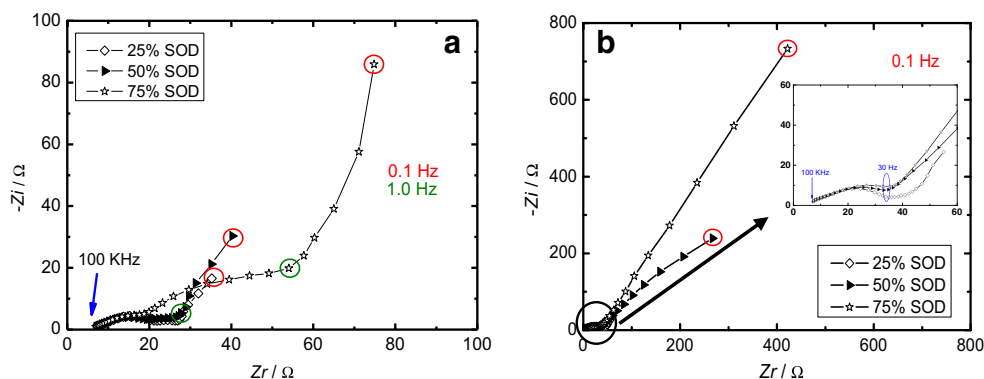 a
25% SOD
50% SOD
75% SOD
0.1 Hz
1.0 Hz
100 KHz
-Zi / Ω
100
80
60
40
20
0
0 20 40 60 80 100
Zr / Ω
b
0.1 Hz
60
40
20
0
100 KHz
30 Hz
0 20 40 60
25% SOD
50% SOD
75% SOD
-Zi / Ω
800
600
400
200
0
0 200 400 600 800
Zr / Ω